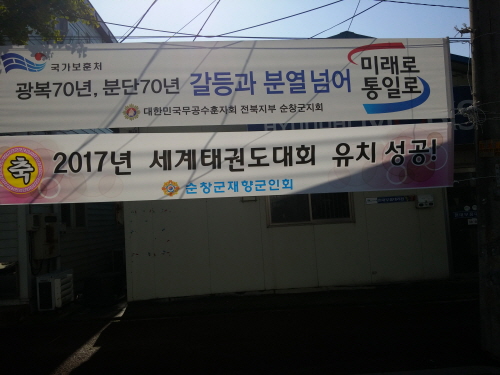 국가보훈처
광복70년, 분단70년 갈등과 분열넘어 미래로 통일로
대한민국무공수훈자회 전북지부 순창군지회
축 2017년 세계태권도대회 유치 성공!
순창군재향군인회